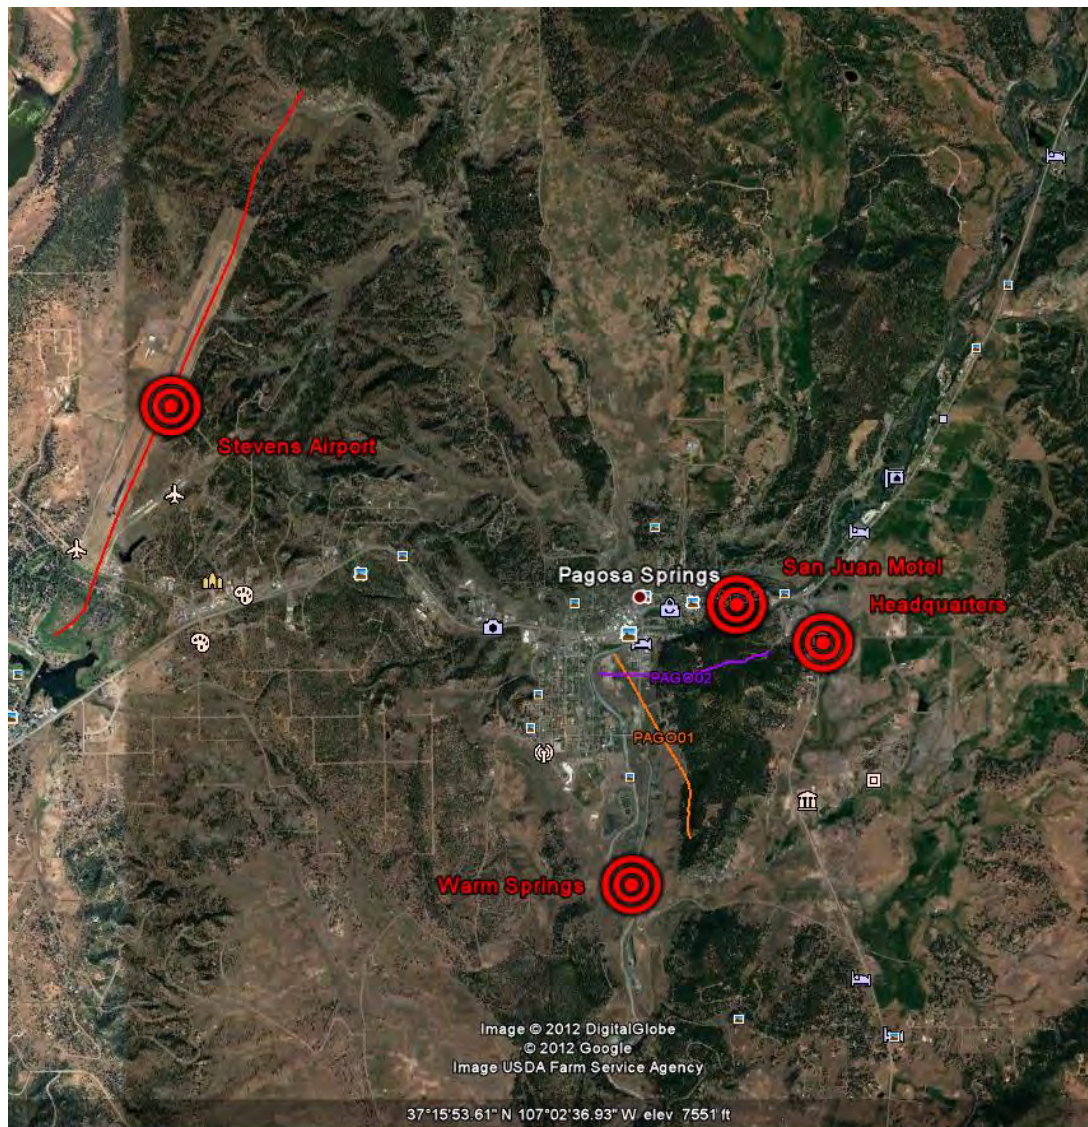 Stevens Airport
Pagosa Springs
San Juan Motel
Headquarters
PAGO02
PAGO01
Warm Springs
Image © 2012 DigitalGlobe
© 2012 Google
Image USDA Farm Service Agency
37°15'53.61" N 107°02'36.93" W elev 7551 ft